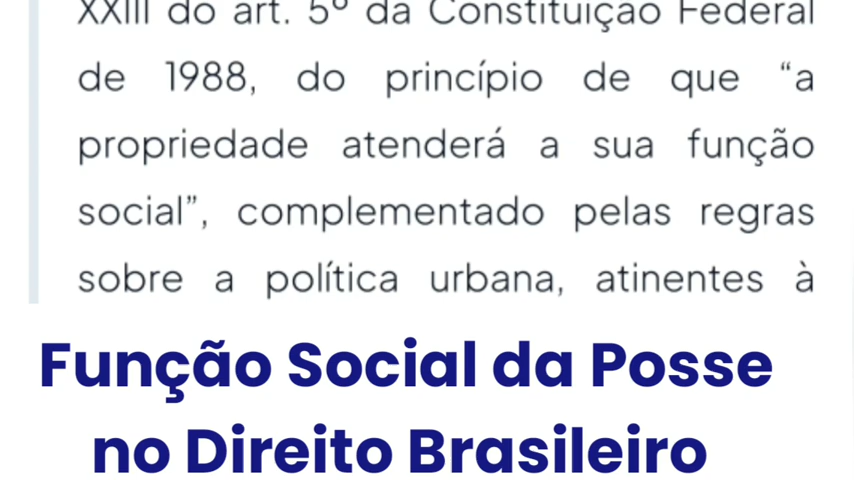 XXIII do art. 5º da Constituição Federal
de 1988, do princípio de que “a
propriedade atenderá a sua função
social”, complementado pelas regras
sobre a política urbana, atinentes à
Função Social da Posse
no Direito Brasileiro